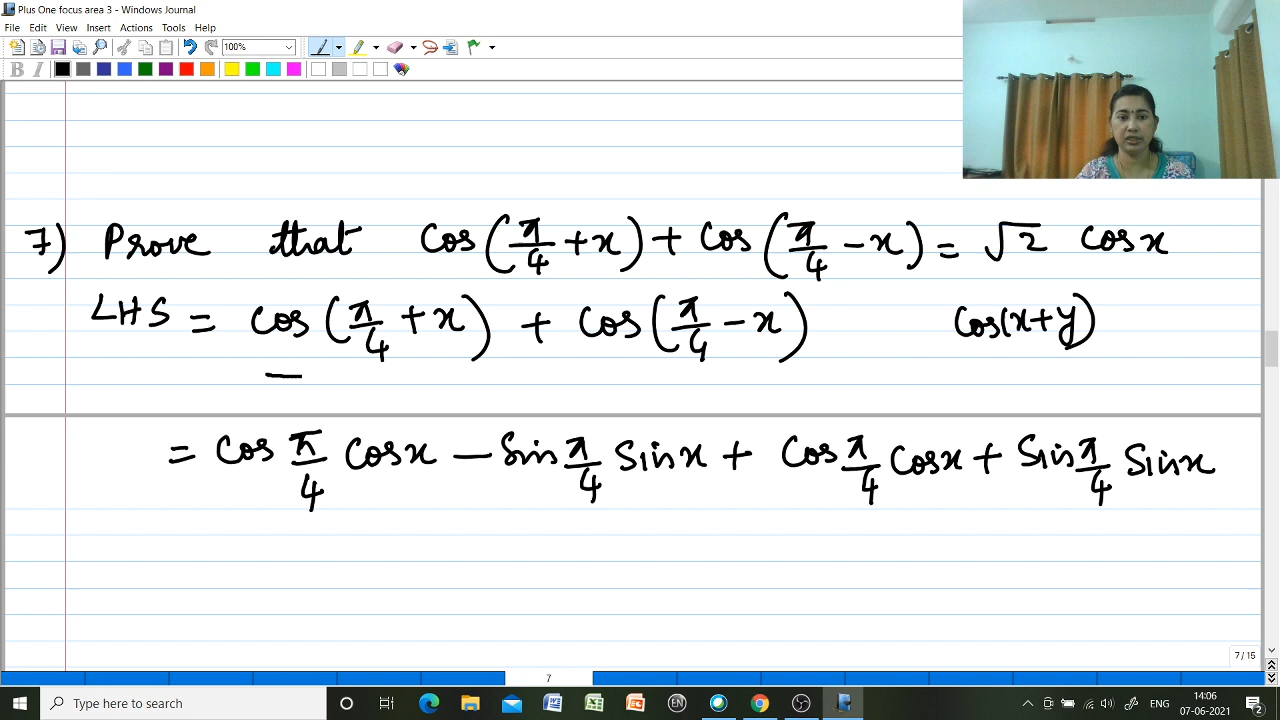 Plus One focus area 3 - Windows Journal
File Edit View Insert Actions Tools Help
100%
B I
7) Prove that cos(π/4 + x) + cos(π/4 − x) = √2 cos x
LHS = cos(π/4 + x) + cos(π/4 − x) cos(x+y)
= cos π/4 cos x − sin π/4 sin x + cos π/4 cos x + sin π/4 sin x
7 / 15
7
Type here to search
EN
ENG
14:06
07-06-2021
2